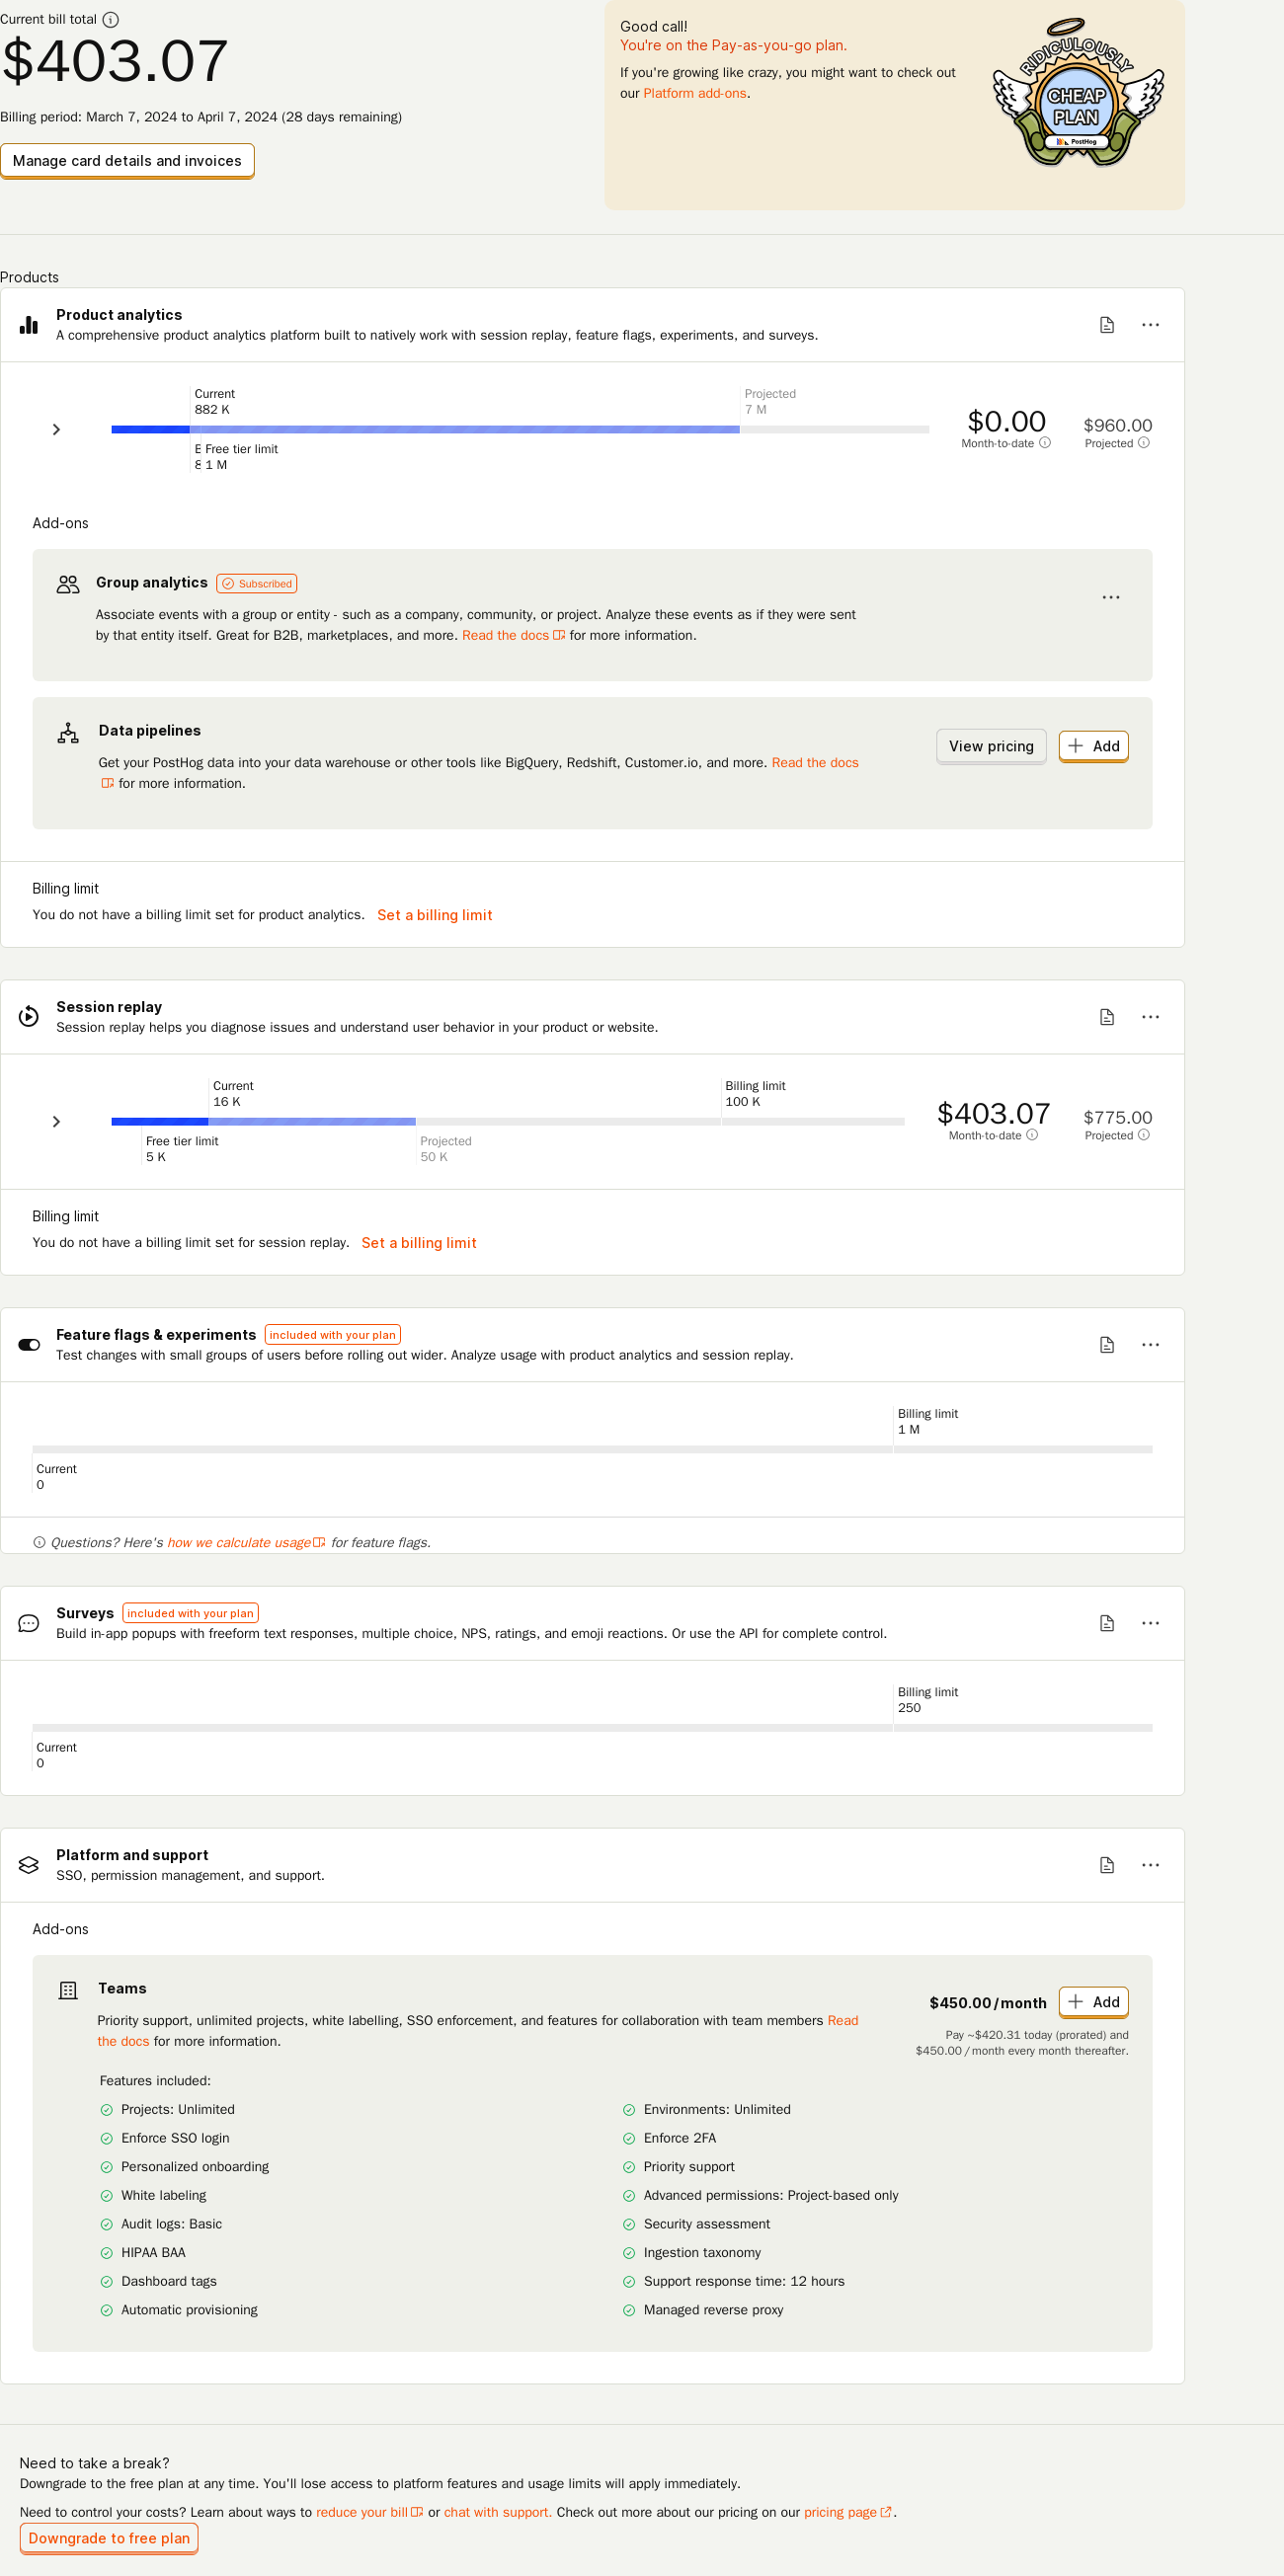 Current bill total
$403.07
Billing period: March 7, 2024 to April 7, 2024 (28 days remaining)
Manage card details and invoices
Good call!
You're on the Pay-as-you-go plan.
If you're growing like crazy, you might want to check out
our Platform add-ons.
RIDICULOUSLY
CHEAP
PLAN
PostHog
Products
Product analytics
A comprehensive product analytics platform built to natively work with session replay, feature flags, experiments, and surveys.
Current
882 K
Projected
7 M
Free tier limit
1 M
$0.00
Month-to-date
$960.00
Projected
Add-ons
Group analytics Subscribed
Associate events with a group or entity - such as a company, community, or project. Analyze these events as if they were sent
by that entity itself. Great for B2B, marketplaces, and more. Read the docs for more information.
Data pipelines
Get your PostHog data into your data warehouse or other tools like BigQuery, Redshift, Customer.io, and more. Read the docs
for more information.
View pricing
Add
Billing limit
You do not have a billing limit set for product analytics. Set a billing limit
Session replay
Session replay helps you diagnose issues and understand user behavior in your product or website.
Current
16 K
Billing limit
100 K
Free tier limit
5 K
Projected
50 K
$403.07
Month-to-date
$775.00
Projected
Billing limit
You do not have a billing limit set for session replay. Set a billing limit
Feature flags & experiments included with your plan
Test changes with small groups of users before rolling out wider. Analyze usage with product analytics and session replay.
Billing limit
1 M
Current
0
Questions? Here's how we calculate usage for feature flags.
Surveys included with your plan
Build in-app popups with freeform text responses, multiple choice, NPS, ratings, and emoji reactions. Or use the API for complete control.
Billing limit
250
Current
0
Platform and support
SSO, permission management, and support.
Add-ons
Teams
Priority support, unlimited projects, white labelling, SSO enforcement, and features for collaboration with team members Read
the docs for more information.
$450.00/month
Add
Pay ~$420.31 today (prorated) and
$450.00/month every month thereafter.
Features included:
Projects: Unlimited
Environments: Unlimited
Enforce SSO login
Enforce 2FA
Personalized onboarding
Priority support
White labeling
Advanced permissions: Project-based only
Audit logs: Basic
Security assessment
HIPAA BAA
Ingestion taxonomy
Dashboard tags
Support response time: 12 hours
Automatic provisioning
Managed reverse proxy
Need to take a break?
Downgrade to the free plan at any time. You'll lose access to platform features and usage limits will apply immediately.
Need to control your costs? Learn about ways to reduce your bill or chat with support. Check out more about our pricing on our pricing page.
Downgrade to free plan